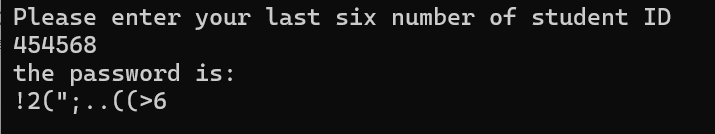 Please enter your last six number of student ID
454568
the password is:
!2(";..((>6